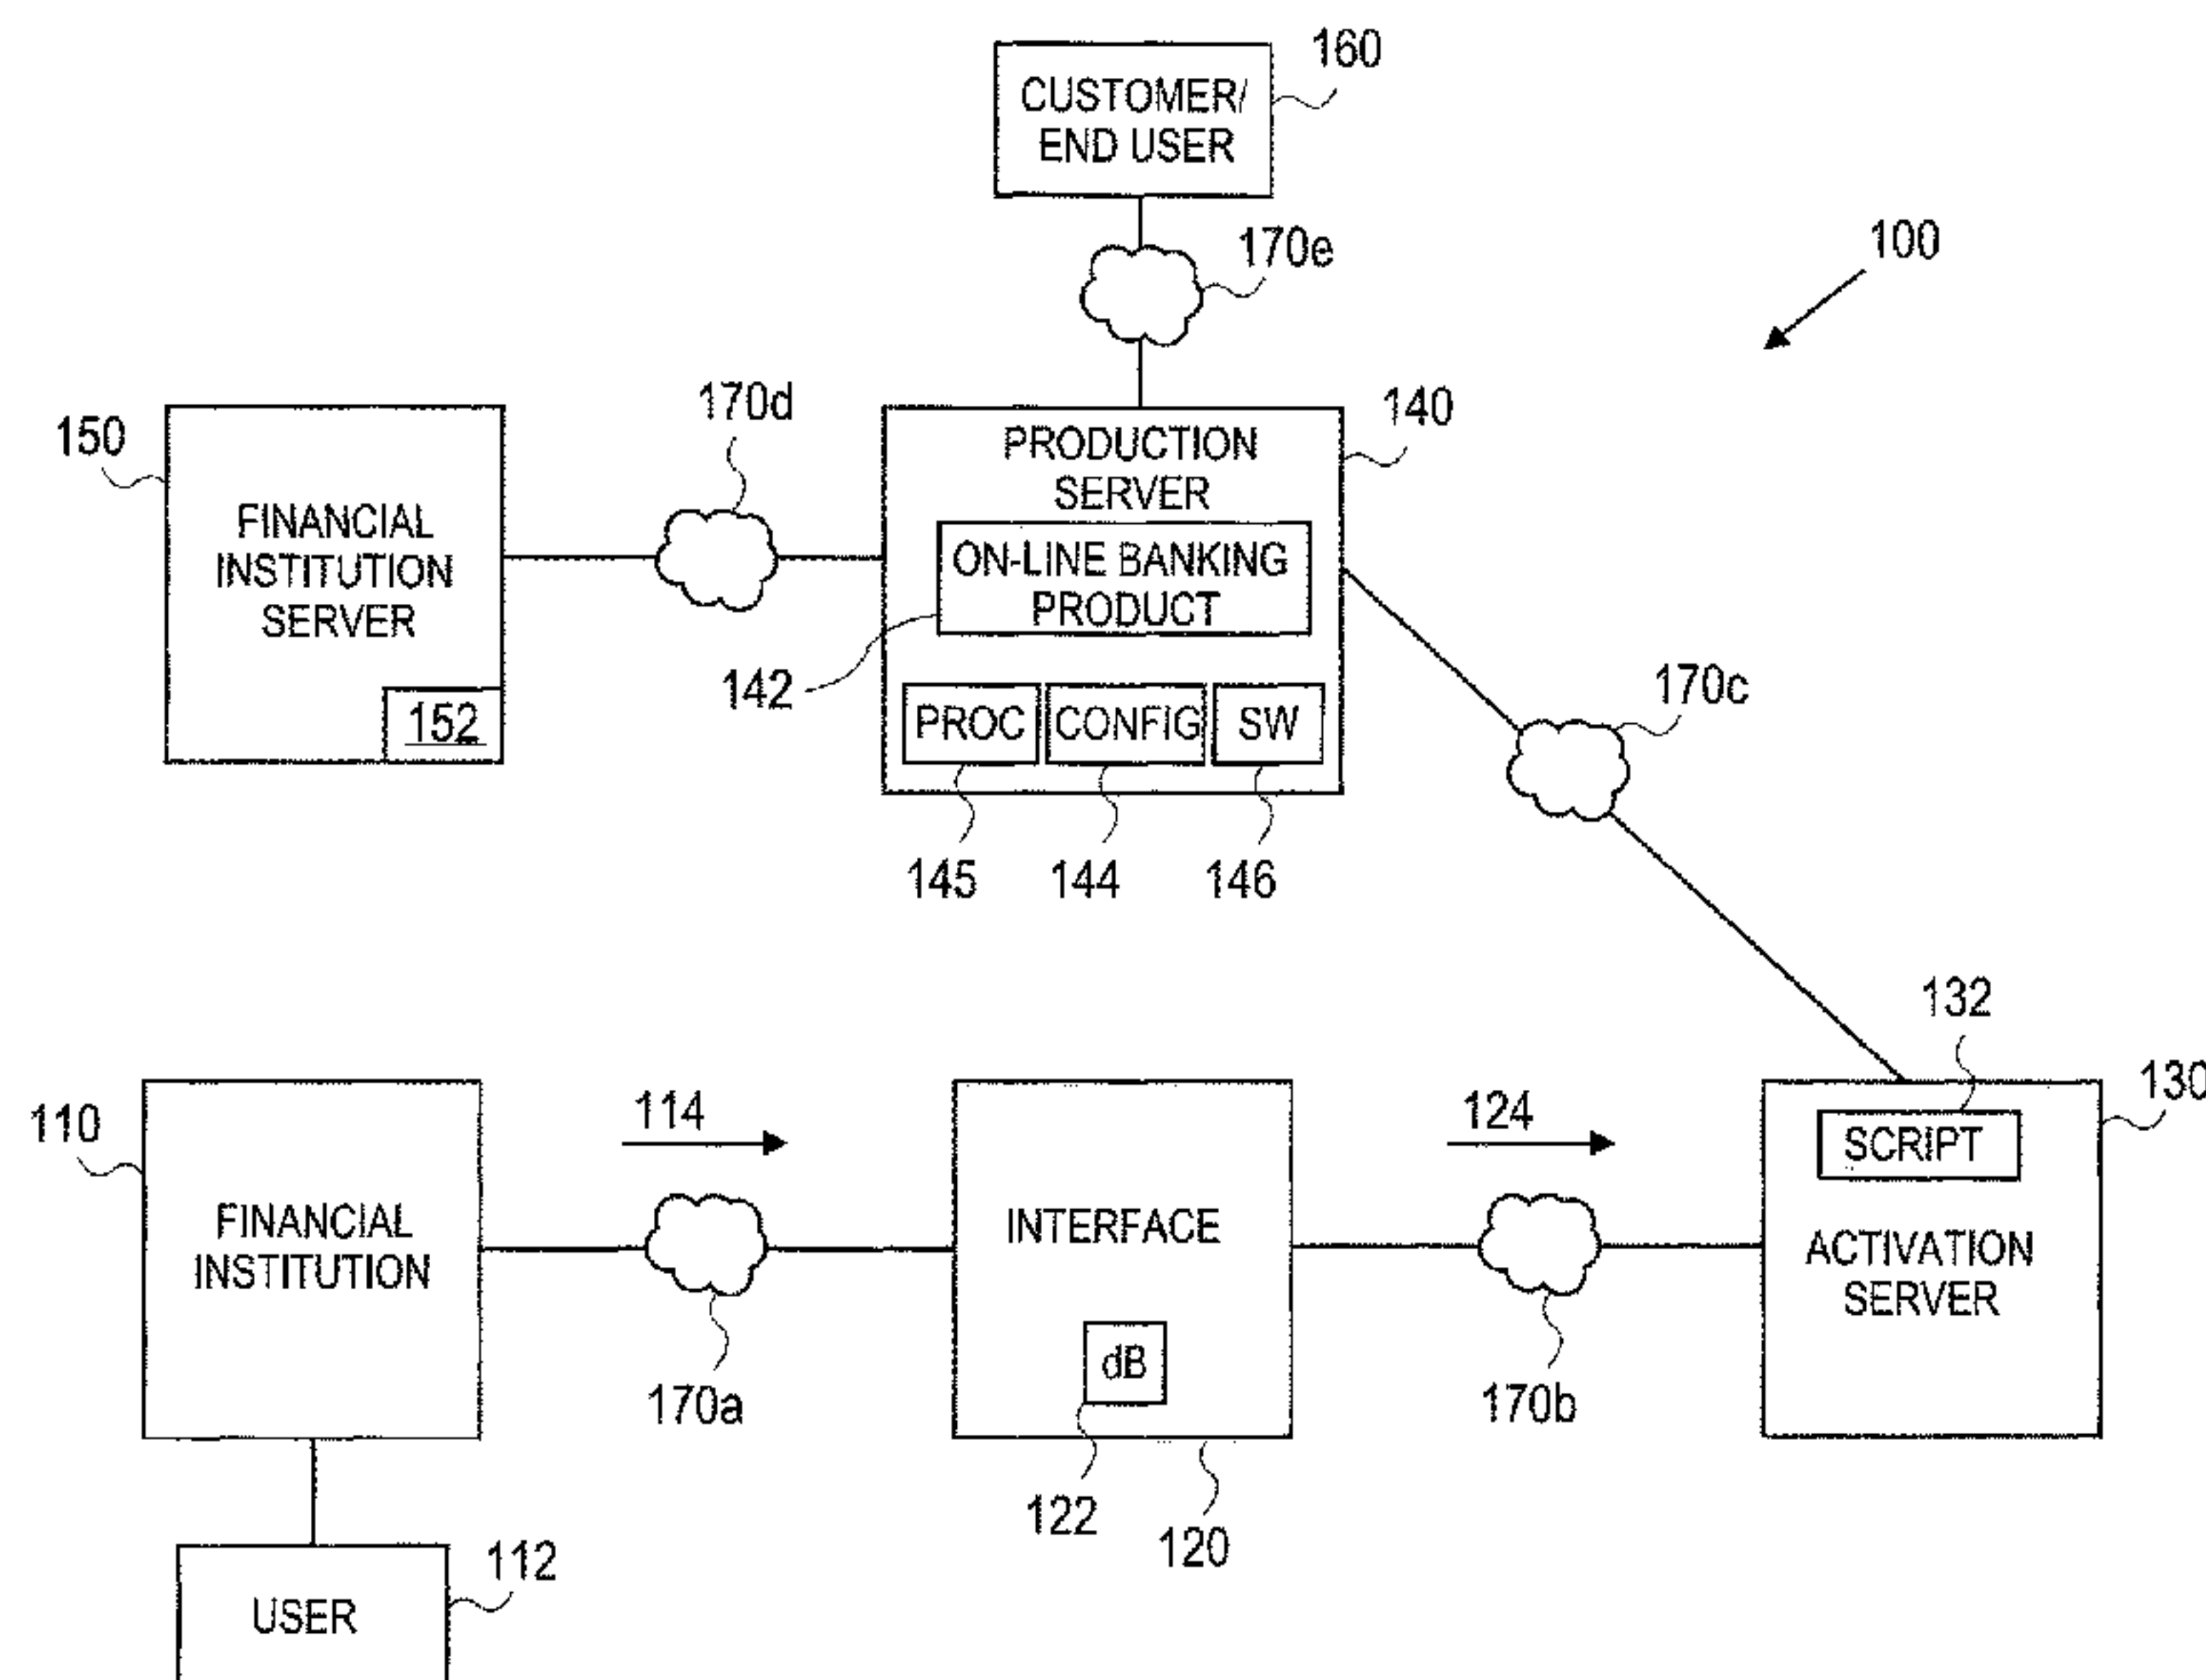 160
CUSTOMER/
END USER
170e
100
170d
140
150
PRODUCTION
SERVER
FINANCIAL
INSTITUTION
SERVER
ON-LINE BANKING
PRODUCT
142
170c
152
PROC
CONFIG
SW
145
144
146
132
130
110
114
124
SCRIPT
FINANCIAL
INSTITUTION
INTERFACE
ACTIVATION
SERVER
dB
170a
170b
122
120
112
USER